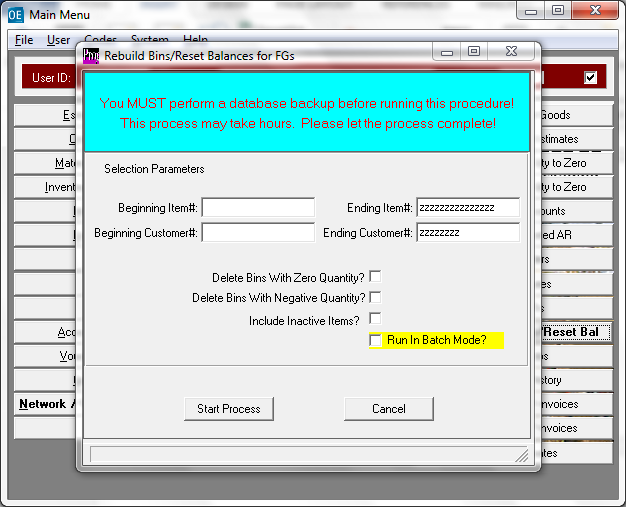 OE Main Menu
File User Codes System Help
Rebuild Bins/Reset Balances for FGs
User ID:
You MUST perform a database backup before running this procedure!
This process may take hours. Please let the process complete!
Selection Parameters
Beginning Item#: Ending Item#: zzzzzzzzzzzzzzz
Beginning Customer#: Ending Customer#: zzzzzzzz
Delete Bins With Zero Quantity?
Delete Bins With Negative Quantity?
Include Inactive Items?
Run In Batch Mode?
Start Process Cancel
Es
Mate
Invent
Acc
Vou
Network A
Goods
stimates
ty to Zero
ty to Zero
ounts
ed AR
rs
es
s
/Reset Bal
os
story
nvoices
nvoices
ates